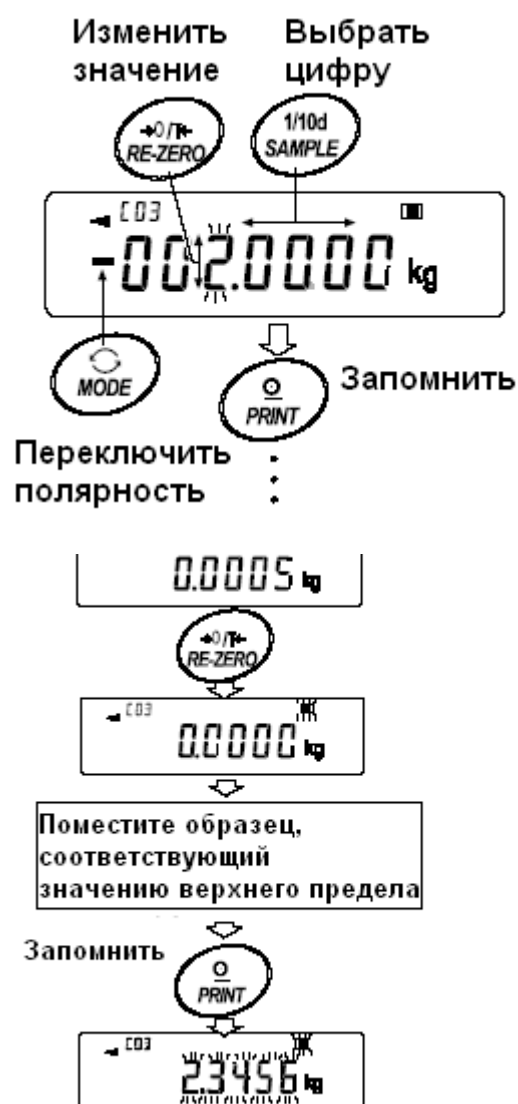 Изменить Выбрать
значение цифру
→0/T← 1/10d
RE-ZERO SAMPLE
C03
-002.0000 kg
MODE PRINT Запомнить
Переключить
полярность
0.0005 kg
→0/T←
RE-ZERO
C03
0.0000 kg
Поместите образец,
соответствующий
значению верхнего предела
Запомнить
PRINT
C03
2.3456 kg